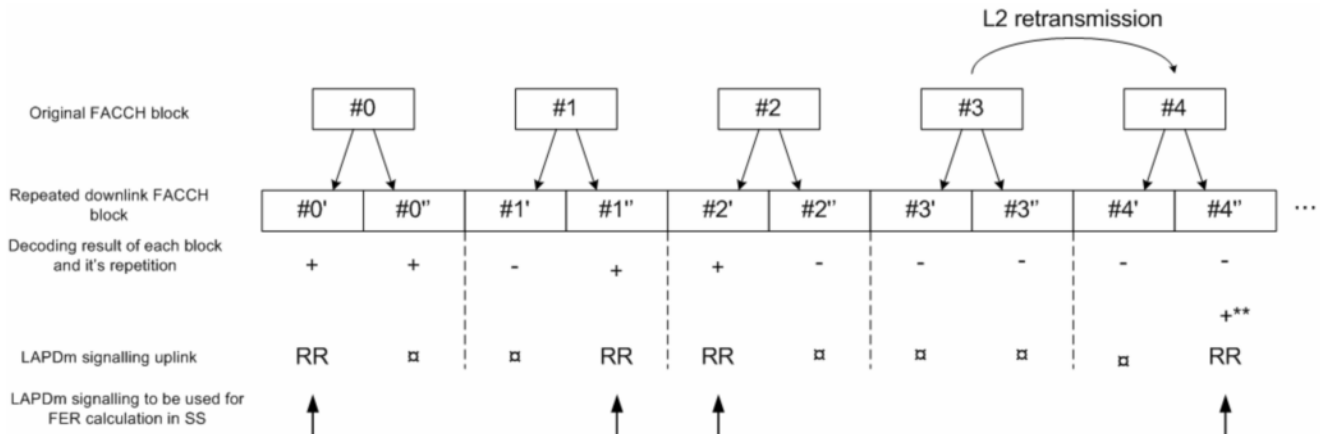 L2 retransmission
Original FACCH block
#0 #1 #2 #3 #4
Repeated downlink FACCH
block
#0' #0" #1' #1" #2' #2" #3' #3" #4' #4" ...
Decoding result of each block
and it's repetition
+ + - + + - - - - -
+**
LAPDm signalling uplink
RR ¤ ¤ RR RR ¤ ¤ ¤ ¤ RR
LAPDm signalling to be used for
FER calculation in SS